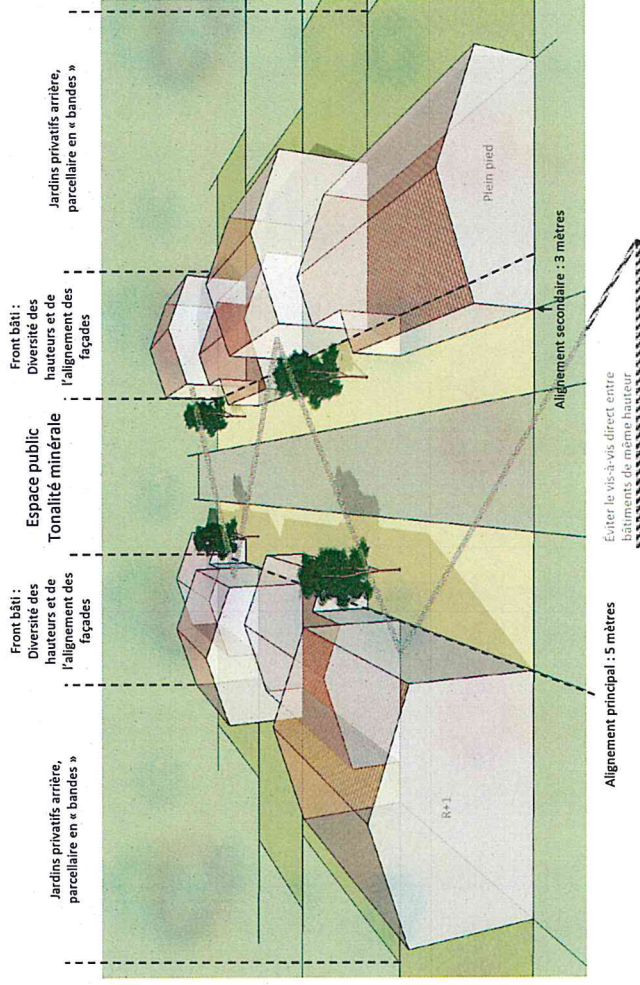 Jardins privatifs arrière,
parcellaire en « bandes »
Front bâti :
Diversité des
hauteurs et de
l'alignement des
façades
Espace public
Tonalité minérale
Front bâti :
Diversité des
hauteurs et de
l'alignement des
façades
Jardins privatifs arrière,
parcellaire en « bandes »
R+1
Plein pied
Alignement principal : 5 mètres
Alignement secondaire : 3 mètres
Éviter le vis-à-vis direct entre
bâtiments de même hauteur